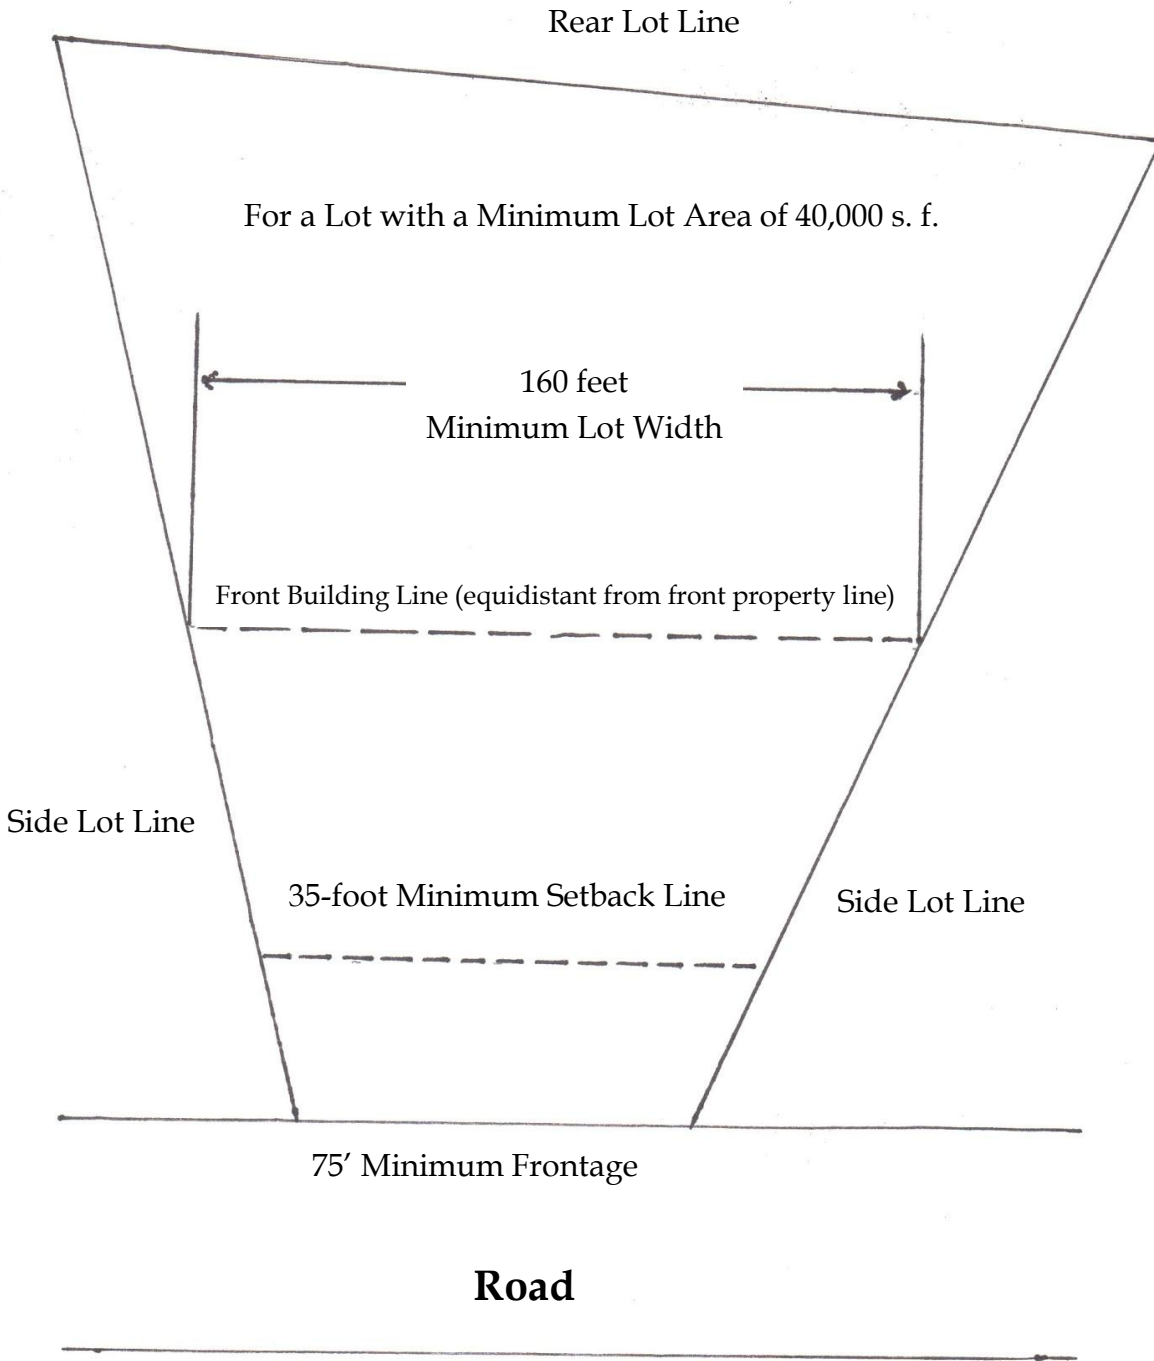 Rear Lot Line
For a Lot with a Minimum Lot Area of 40,000 s. f.
160 feet
Minimum Lot Width
Front Building Line (equidistant from front property line)
Side Lot Line
35-foot Minimum Setback Line
Side Lot Line
75’ Minimum Frontage
Road